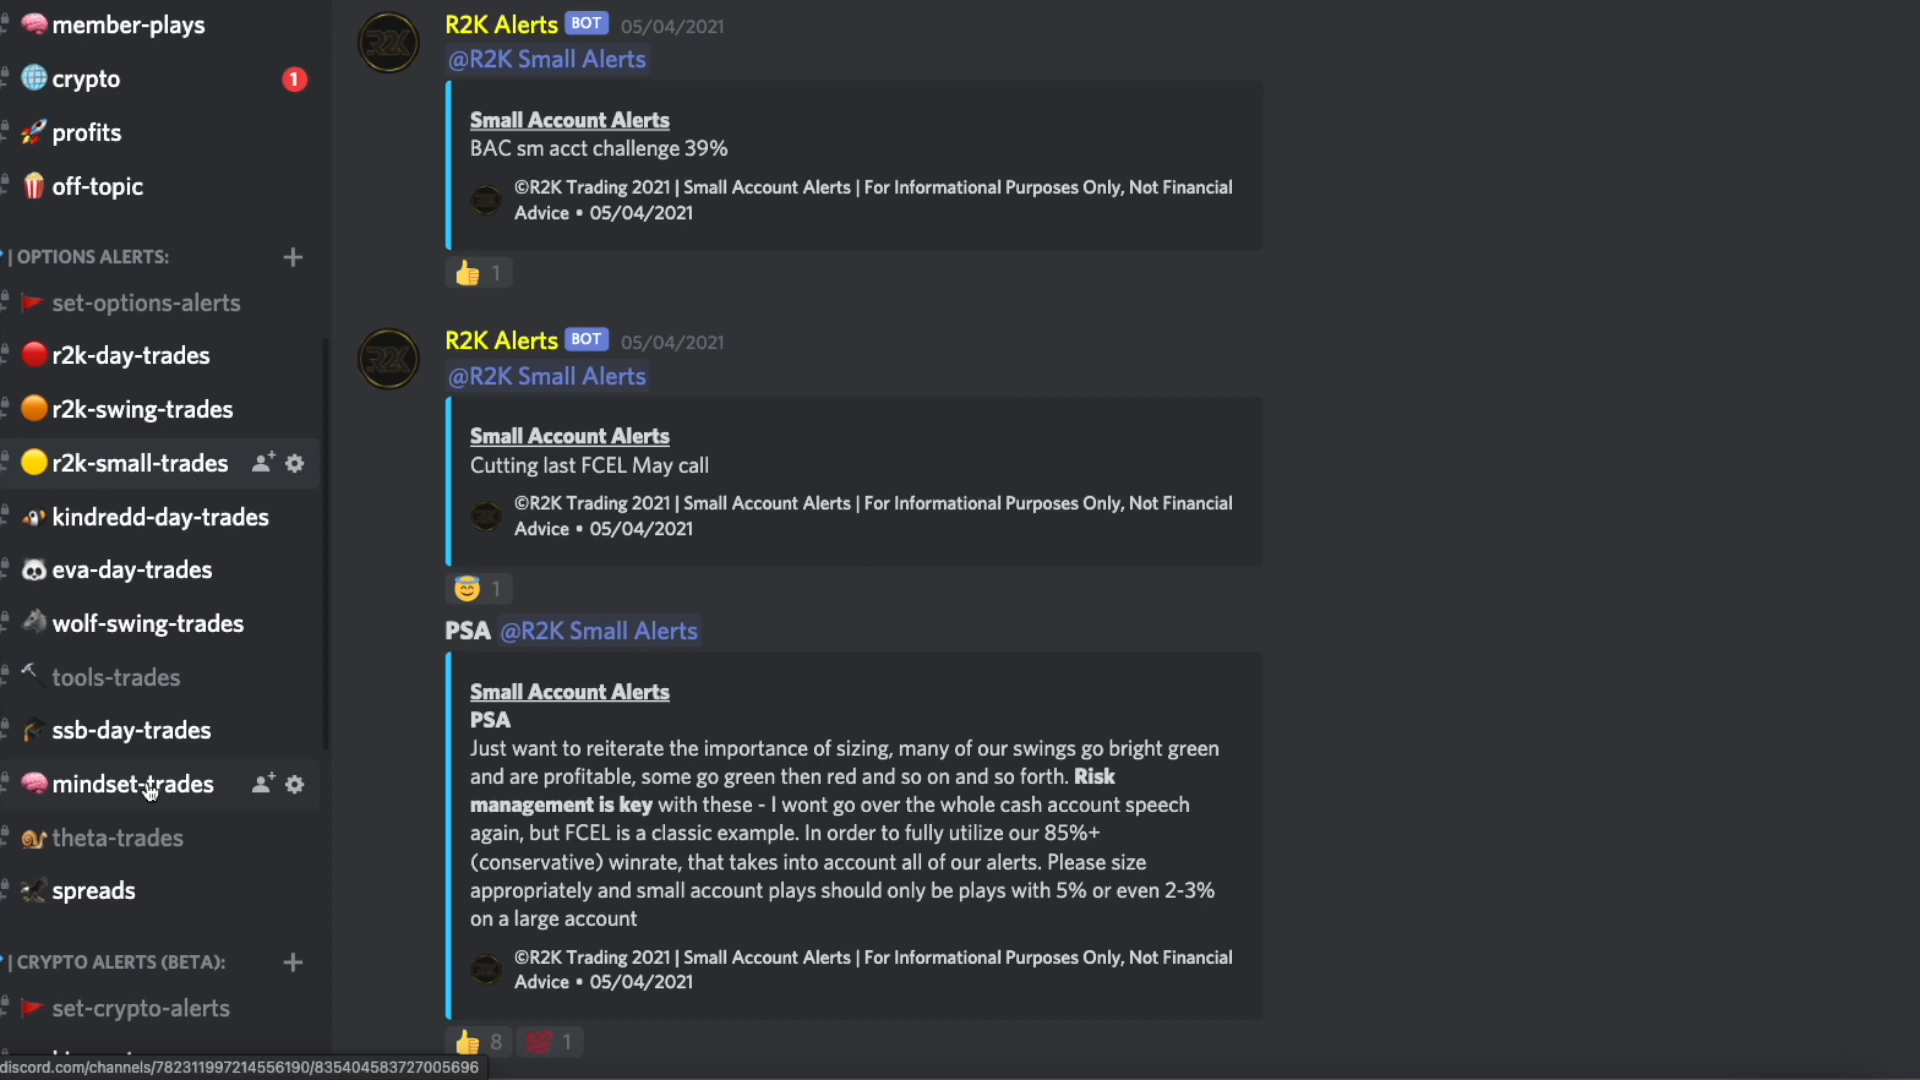 member-plays
crypto
1
profits
off-topic
| OPTIONS ALERTS:
set-options-alerts
r2k-day-trades
r2k-swing-trades
r2k-small-trades
kindredd-day-trades
eva-day-trades
wolf-swing-trades
tools-trades
ssb-day-trades
mindset-trades
theta-trades
spreads
| CRYPTO ALERTS (BETA):
set-crypto-alerts
discord.com/channels/782311997214556190/835404583727005696
R2K
R2K Alerts BOT 05/04/2021
@R2K Small Alerts
Small Account Alerts
BAC sm acct challenge 39%
©R2K Trading 2021 | Small Account Alerts | For Informational Purposes Only, Not Financial
Advice • 05/04/2021
👍 1
R2K
R2K Alerts BOT 05/04/2021
@R2K Small Alerts
Small Account Alerts
Cutting last FCEL May call
©R2K Trading 2021 | Small Account Alerts | For Informational Purposes Only, Not Financial
Advice • 05/04/2021
😇 1
PSA @R2K Small Alerts
Small Account Alerts
PSA
Just want to reiterate the importance of sizing, many of our swings go bright green
and are profitable, some go green then red and so on and so forth. Risk
management is key with these - I wont go over the whole cash account speech
again, but FCEL is a classic example. In order to fully utilize our 85%+
(conservative) winrate, that takes into account all of our alerts. Please size
appropriately and small account plays should only be plays with 5% or even 2-3%
on a large account
©R2K Trading 2021 | Small Account Alerts | For Informational Purposes Only, Not Financial
Advice • 05/04/2021
👍 8 💯 1